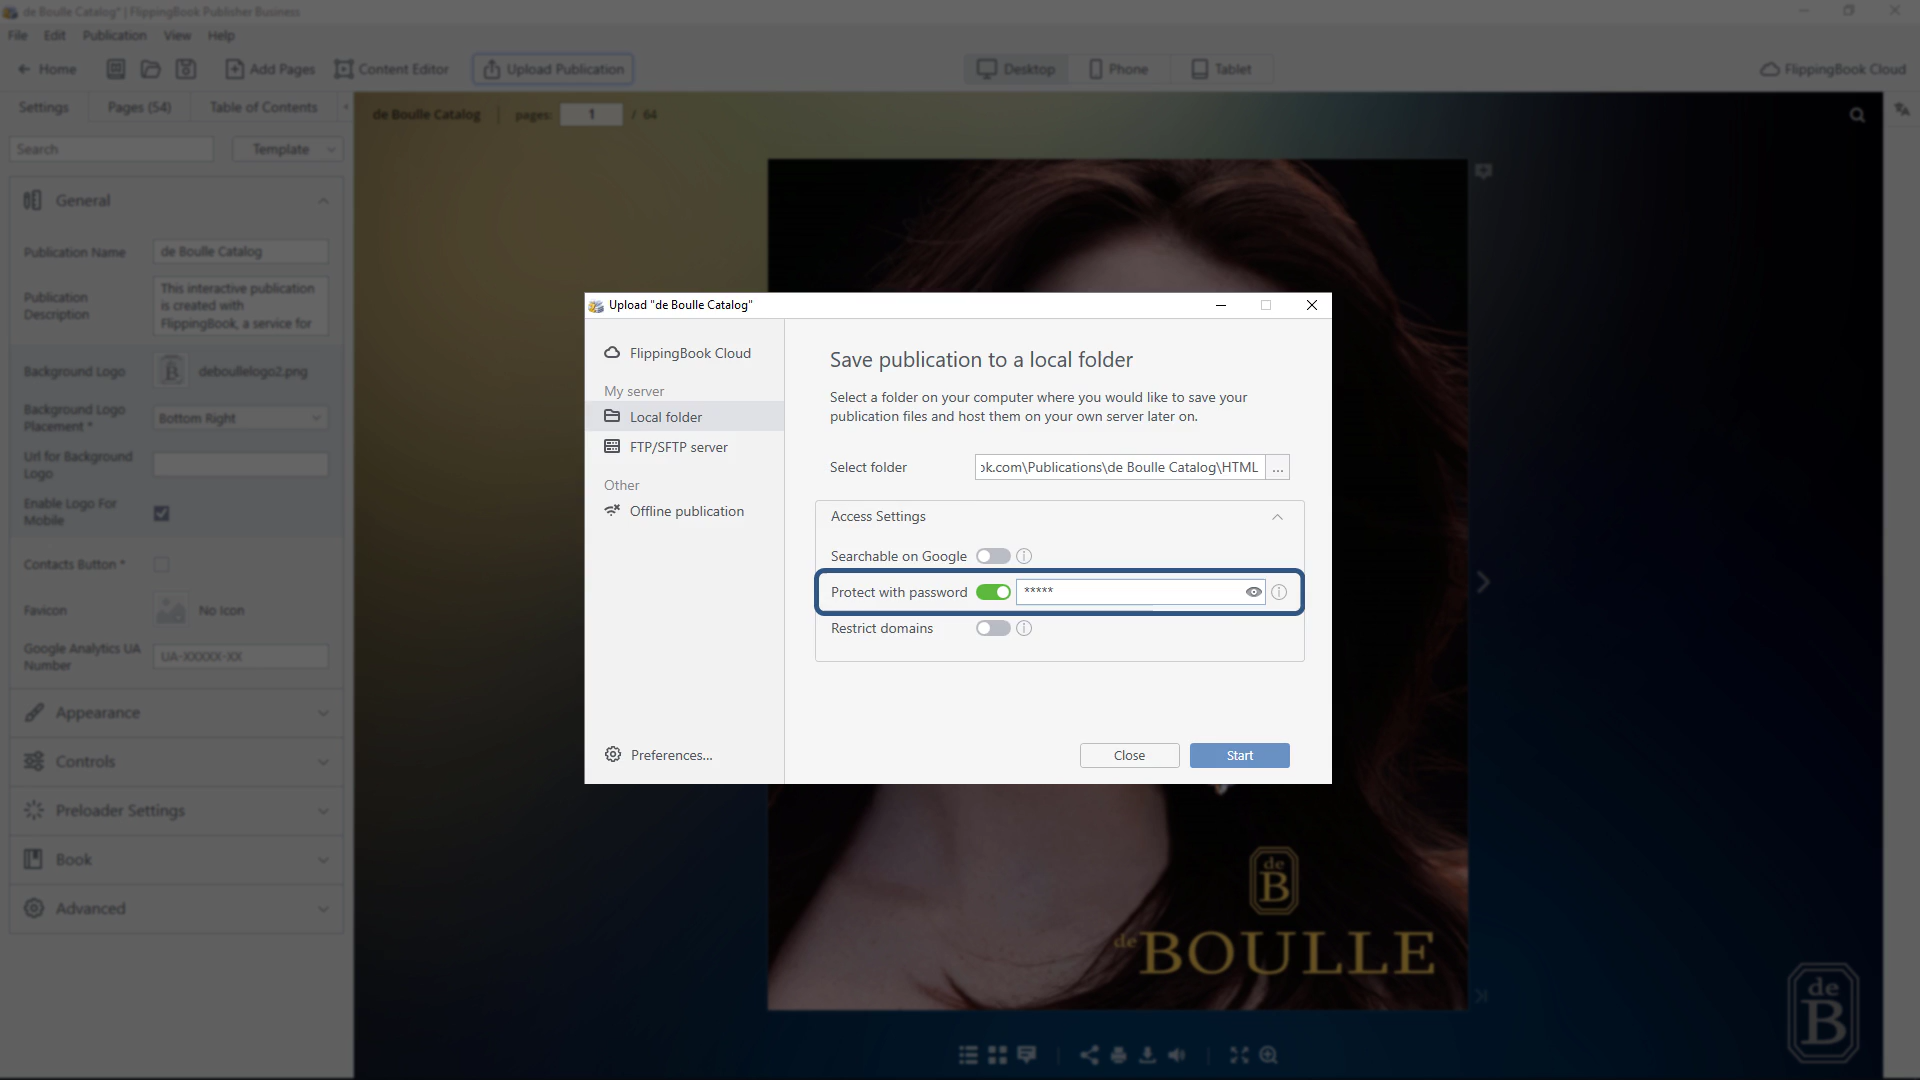 de Boulle Catalog* | FlippingBook Publisher Business
File Edit Publication View Help
Home Add Pages Content Editor Upload Publication Desktop Phone Tablet FlippingBook Cloud
Settings Pages (54) Table of Contents
de Boulle Catalog pages: 1 / 64
Search Template
General
Publication Name de Boulle Catalog
Publication
Description
This interactive publication
is created with
FlippingBook, a service for
Background Logo deboullelogo2.png
Background Logo
Placement *
Bottom Right
Url for Background
Logo
Enable Logo For
Mobile
Contacts Button *
Favicon No Icon
Google Analytics UA
Number
UA-XXXXX-XX
Appearance
Controls
Preloader Settings
Book
Advanced
Upload "de Boulle Catalog"
FlippingBook Cloud
My server
Local folder
FTP/SFTP server
Other
Offline publication
Preferences...
Save publication to a local folder
Select a folder on your computer where you would like to save your
publication files and host them on your own server later on.
Select folder ok.com\Publications\de Boulle Catalog\HTML ...
Access Settings
Searchable on Google
Protect with password *****
Restrict domains
Close Start
de
B
de BOULLE
de
B